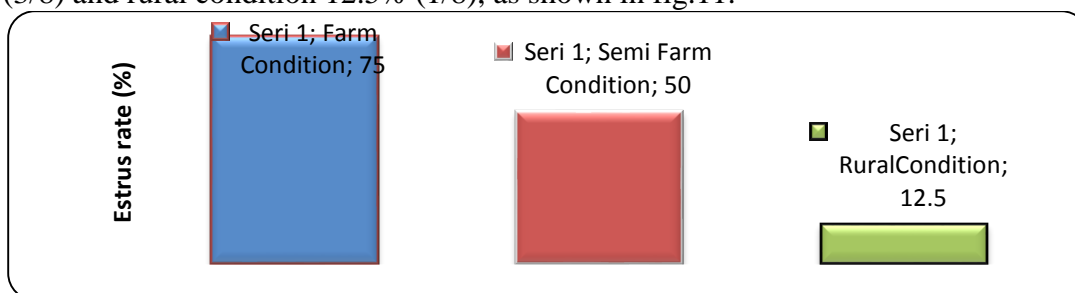 (3/6) and rural condition 12.5% (1/8), as shown in fig.11.
Seri 1; Farm
Condition; 75
Seri 1; Semi Farm
Condition; 50
Seri 1;
RuralCondition;
12.5
Estrus rate (%)